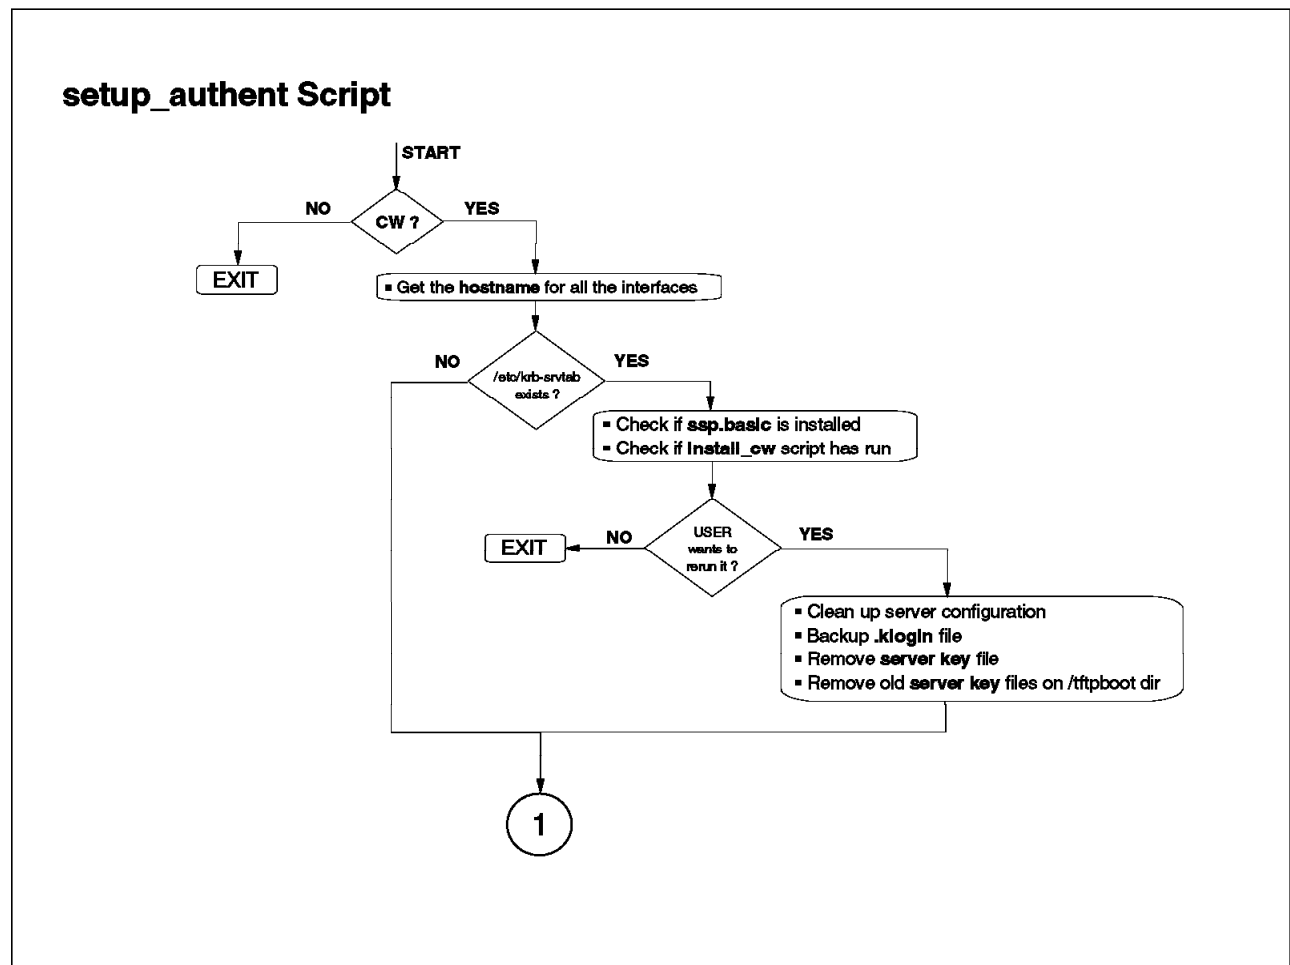 setup_authent Script
START
NO
CW ?
YES
EXIT
▪ Get the hostname for all the interfaces
NO
/etc/krb-srvtab
exists ?
YES
▪ Check if ssp.basic is installed
▪ Check if install_cw script has run
EXIT
NO
USER
wants to
rerun it ?
YES
▪ Clean up server configuration
▪ Backup .klogin file
▪ Remove server key file
▪ Remove old server key files on /tftpboot dir
1